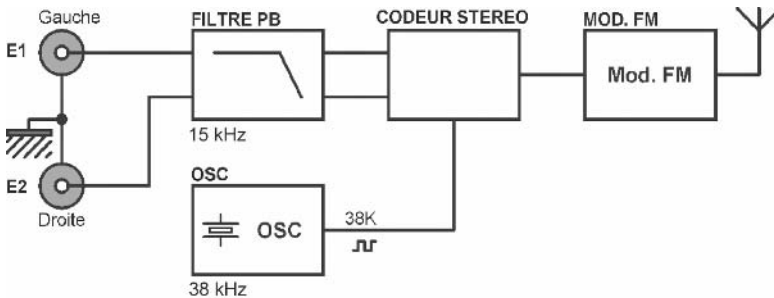 Gauche
E1
FILTRE PB
15 kHz
CODEUR STEREO
MOD. FM
Mod. FM
E2
Droite
OSC
OSC
38 kHz
38K